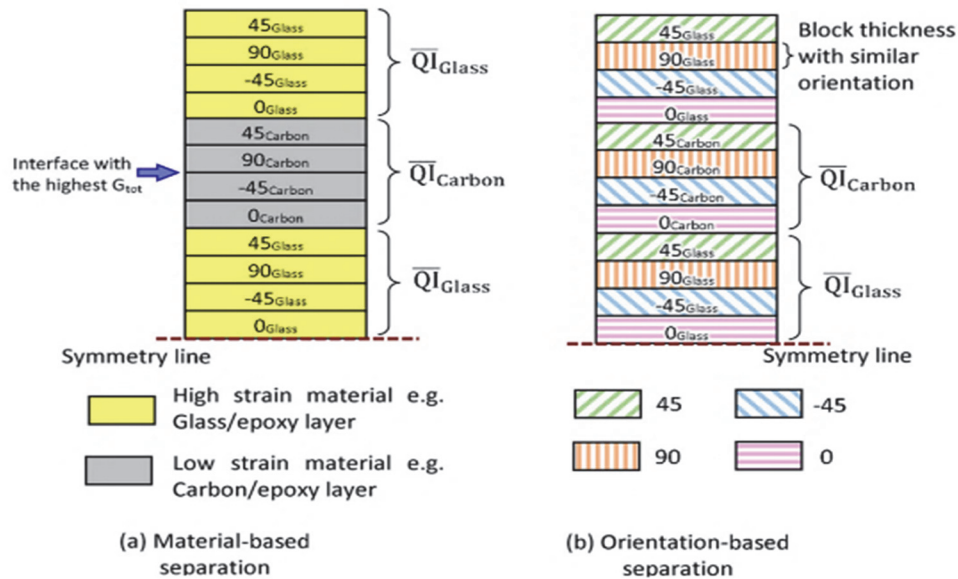 45Glass
90Glass
-45Glass
0Glass
QIGlass
45Carbon
90Carbon
-45Carbon
0Carbon
QICarbon
Interface with
the highest Gtot
45Glass
90Glass
-45Glass
0Glass
QIGlass
Symmetry line
High strain material e.g.
Glass/epoxy layer
Low strain material e.g.
Carbon/epoxy layer
(a) Material-based
separation
45Glass
90Glass
-45Glass
0Glass
Block thickness
with similar
orientation
45Carbon
90Carbon
-45Carbon
0Carbon
QICarbon
45Glass
90Glass
-45Glass
0Glass
QIGlass
Symmetry line
45
-45
90
0
(b) Orientation-based
separation